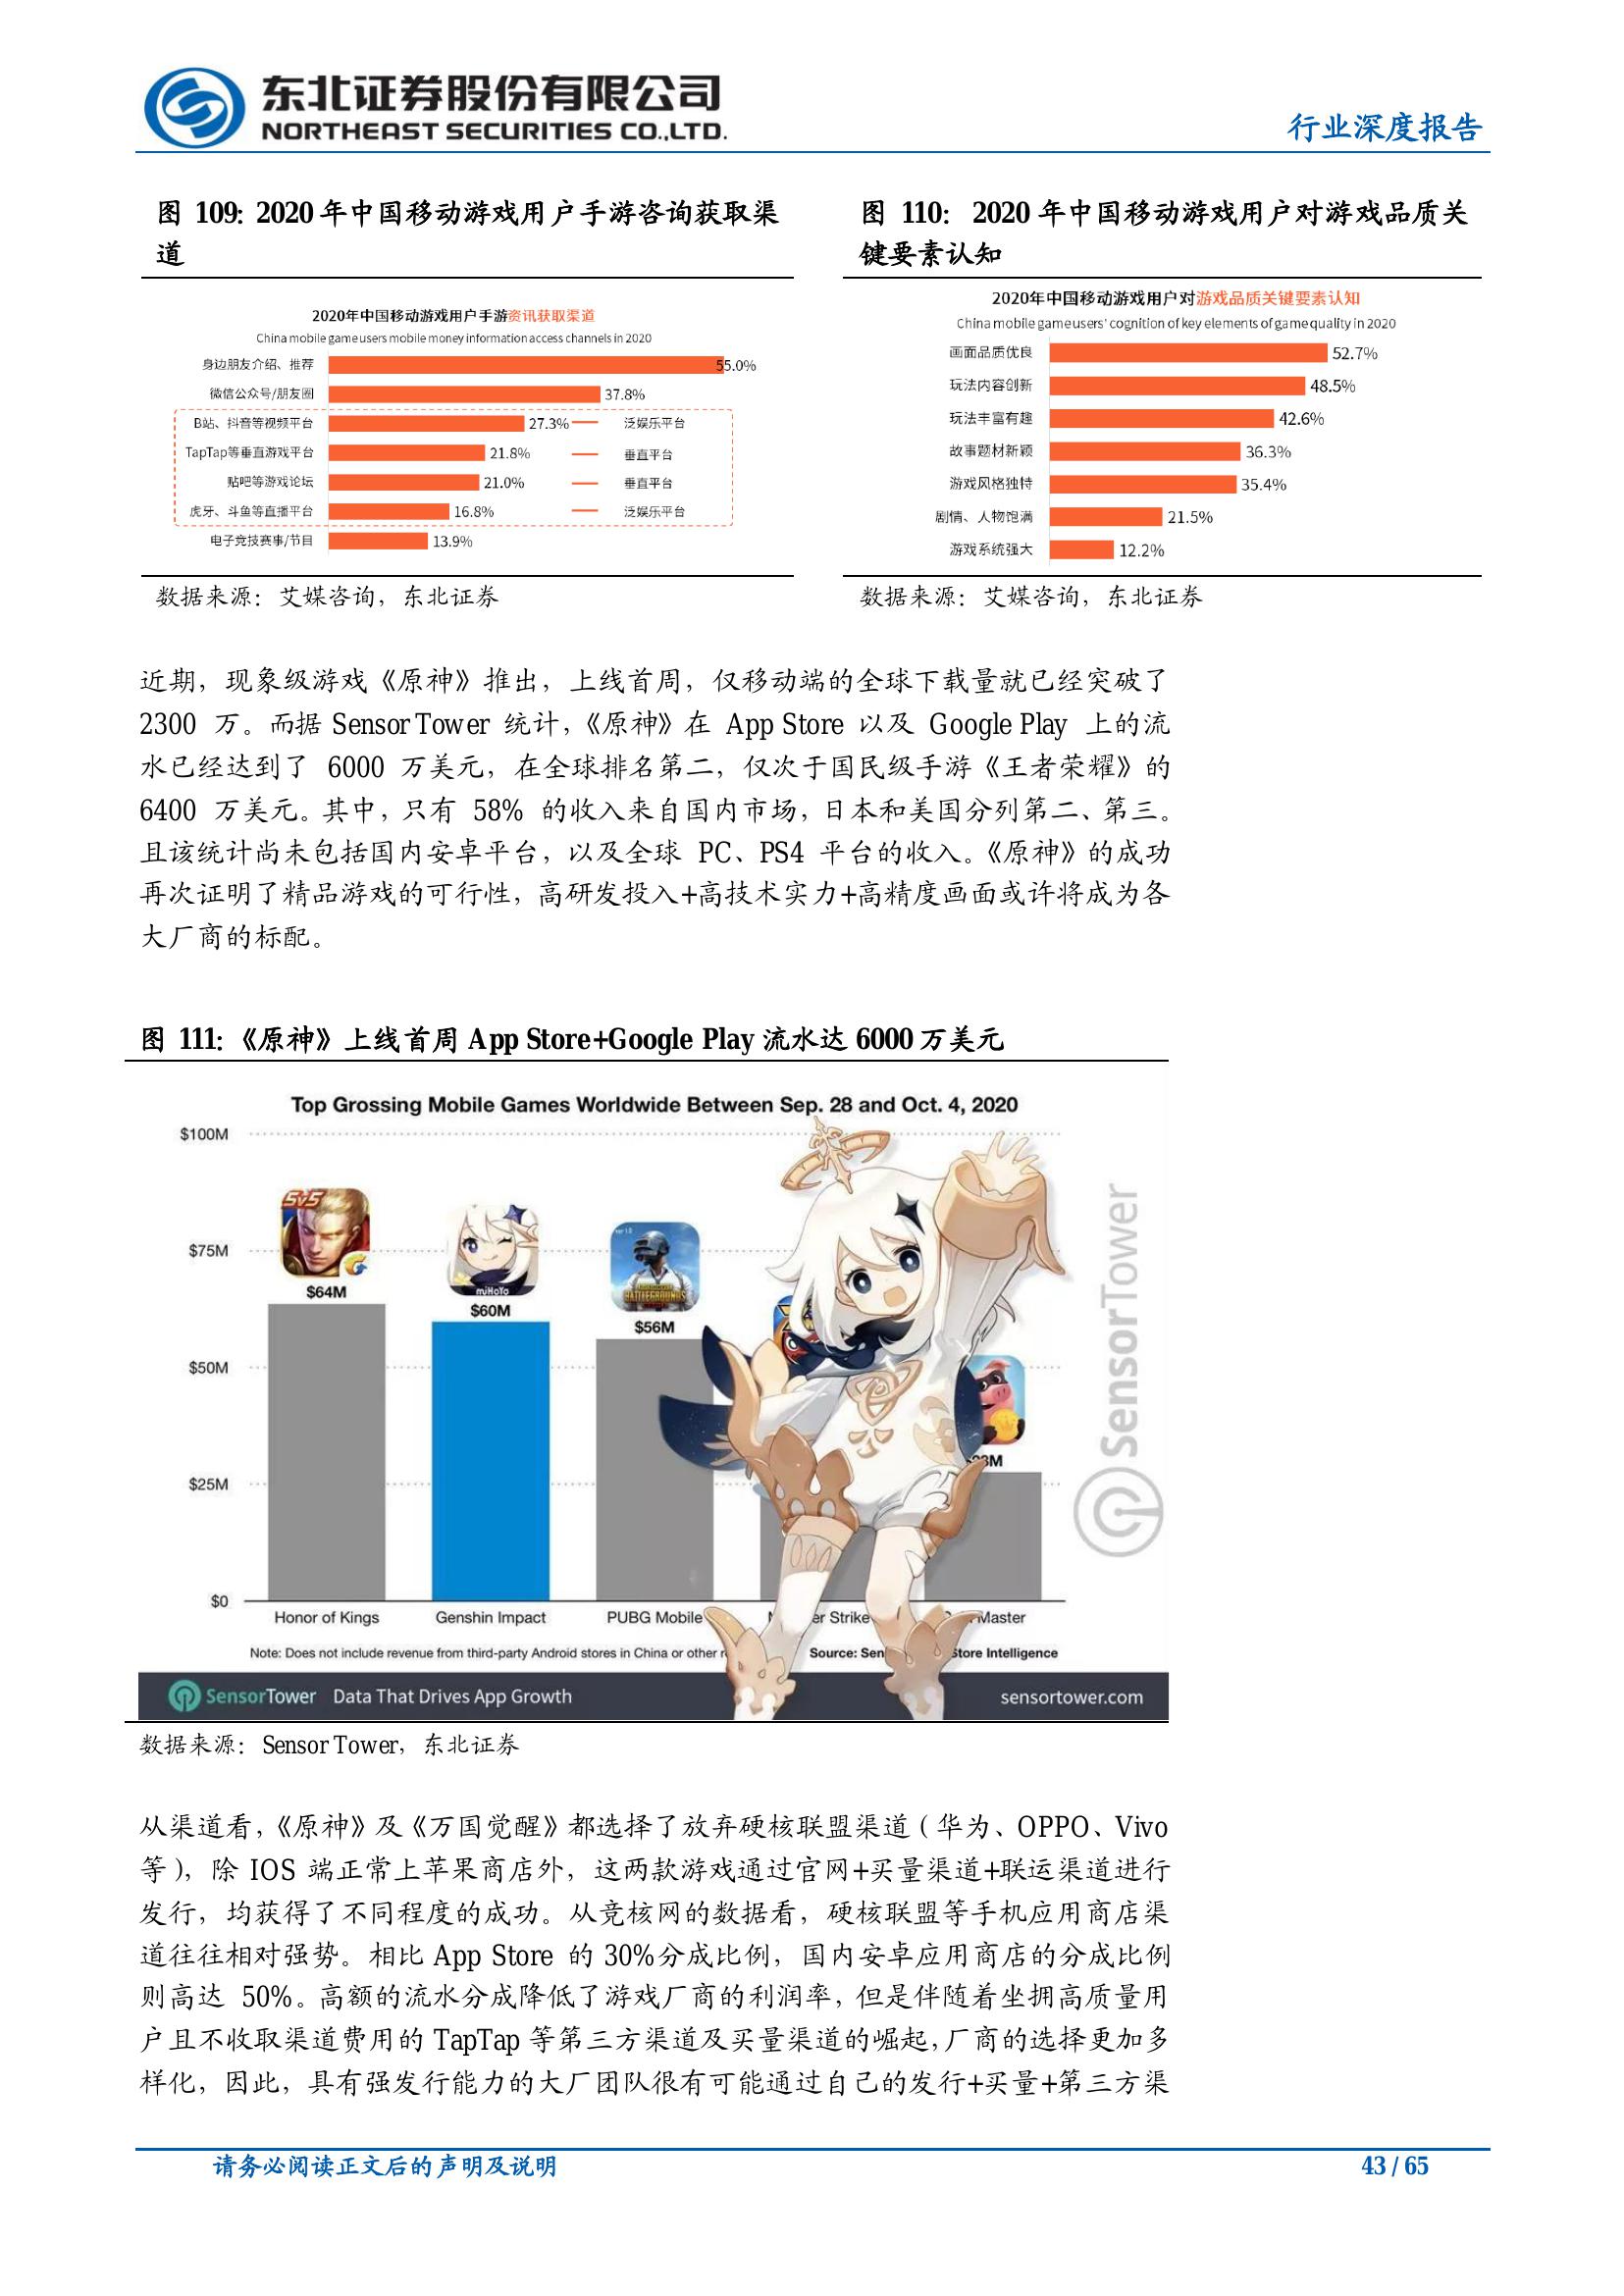 东北证券股份有限公司
NORTHEAST SECURITIES CO.,LTD.
行业深度报告
图 109: 2020 年中国移动游戏用户手游咨询获取渠
道
2020年中国移动游戏用户手游资讯获取渠道
China mobile game users mobile money information access channels in 2020
身边朋友介绍、推荐 55.0%
微信公众号/朋友圈 37.8%
B站、抖音等视频平台 27.3% 泛娱乐平台
TapTap等垂直游戏平台 21.8% 垂直平台
贴吧等游戏论坛 21.0% 垂直平台
虎牙、斗鱼等直播平台 16.8% 泛娱乐平台
电子竞技赛事/节目 13.9%
数据来源：艾媒咨询，东北证券
图 110: 2020 年中国移动游戏用户对游戏品质关
键要素认知
2020年中国移动游戏用户对游戏品质关键要素认知
China mobile game users' cognition of key elements of game quality in 2020
画面品质优良 52.7%
玩法内容创新 48.5%
玩法丰富有趣 42.6%
故事题材新颖 36.3%
游戏风格独特 35.4%
剧情、人物饱满 21.5%
游戏系统强大 12.2%
数据来源：艾媒咨询，东北证券
近期，现象级游戏《原神》推出，上线首周，仅移动端的全球下载量就已经突破了
2300 万。而据 Sensor Tower 统计，《原神》在 App Store 以及 Google Play 上的流
水已经达到了 6000 万美元，在全球排名第二，仅次于国民级手游《王者荣耀》的
6400 万美元。其中，只有 58% 的收入来自国内市场，日本和美国分列第二、第三。
且该统计尚未包括国内安卓平台，以及全球 PC、PS4 平台的收入。《原神》的成功
再次证明了精品游戏的可行性，高研发投入+高技术实力+高精度画面或许将成为各
大厂商的标配。
图 111:《原神》上线首周 App Store+Google Play 流水达 6000 万美元
Top Grossing Mobile Games Worldwide Between Sep. 28 and Oct. 4, 2020
$100M
$75M
$50M
$25M
$0
5v5
miHoYo
BATTLEGROUNDS
$64M
$60M
$56M
Honor of Kings
Genshin Impact
PUBG Mobile
er Strike
Master
Note: Does not include revenue from third-party Android stores in China or other
Source: Sen
Store Intelligence
SensorTower
SensorTower Data That Drives App Growth
sensortower.com
数据来源：Sensor Tower，东北证券
从渠道看，《原神》及《万国觉醒》都选择了放弃硬核联盟渠道（华为、OPPO、Vivo
等），除 IOS 端正常上苹果商店外，这两款游戏通过官网+买量渠道+联运渠道进行
发行，均获得了不同程度的成功。从竞核网的数据看，硬核联盟等手机应用商店渠
道往往相对强势。相比 App Store 的 30%分成比例，国内安卓应用商店的分成比例
则高达 50%。高额的流水分成降低了游戏厂商的利润率，但是伴随着坐拥高质量用
户且不收取渠道费用的 TapTap 等第三方渠道及买量渠道的崛起，厂商的选择更加多
样化，因此，具有强发行能力的大厂团队很有可能通过自己的发行+买量+第三方渠
请务必阅读正文后的声明及说明
43 / 65